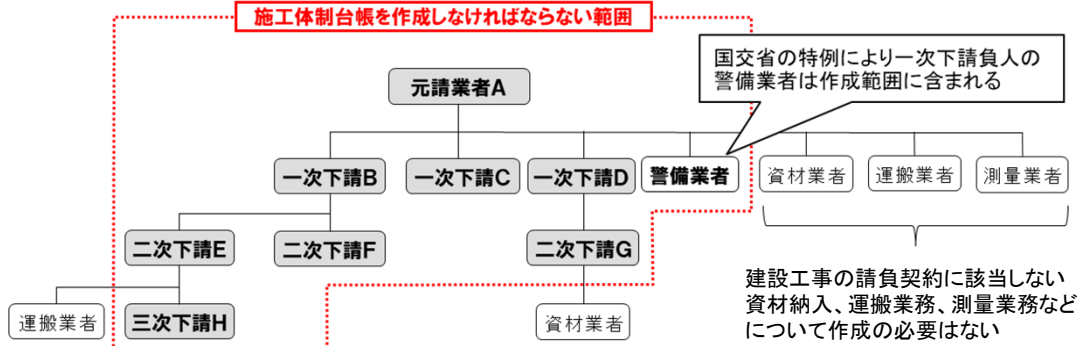 施工体制台帳を作成しなければならない範囲
国交省の特例により一次下請負人の
警備業者は作成範囲に含まれる
元請業者A
一次下請B
一次下請C
一次下請D
警備業者
資材業者
運搬業者
測量業者
二次下請E
二次下請F
二次下請G
建設工事の請負契約に該当しない
資材納入、運搬業務、測量業務など
について作成の必要はない
運搬業者
三次下請H
資材業者